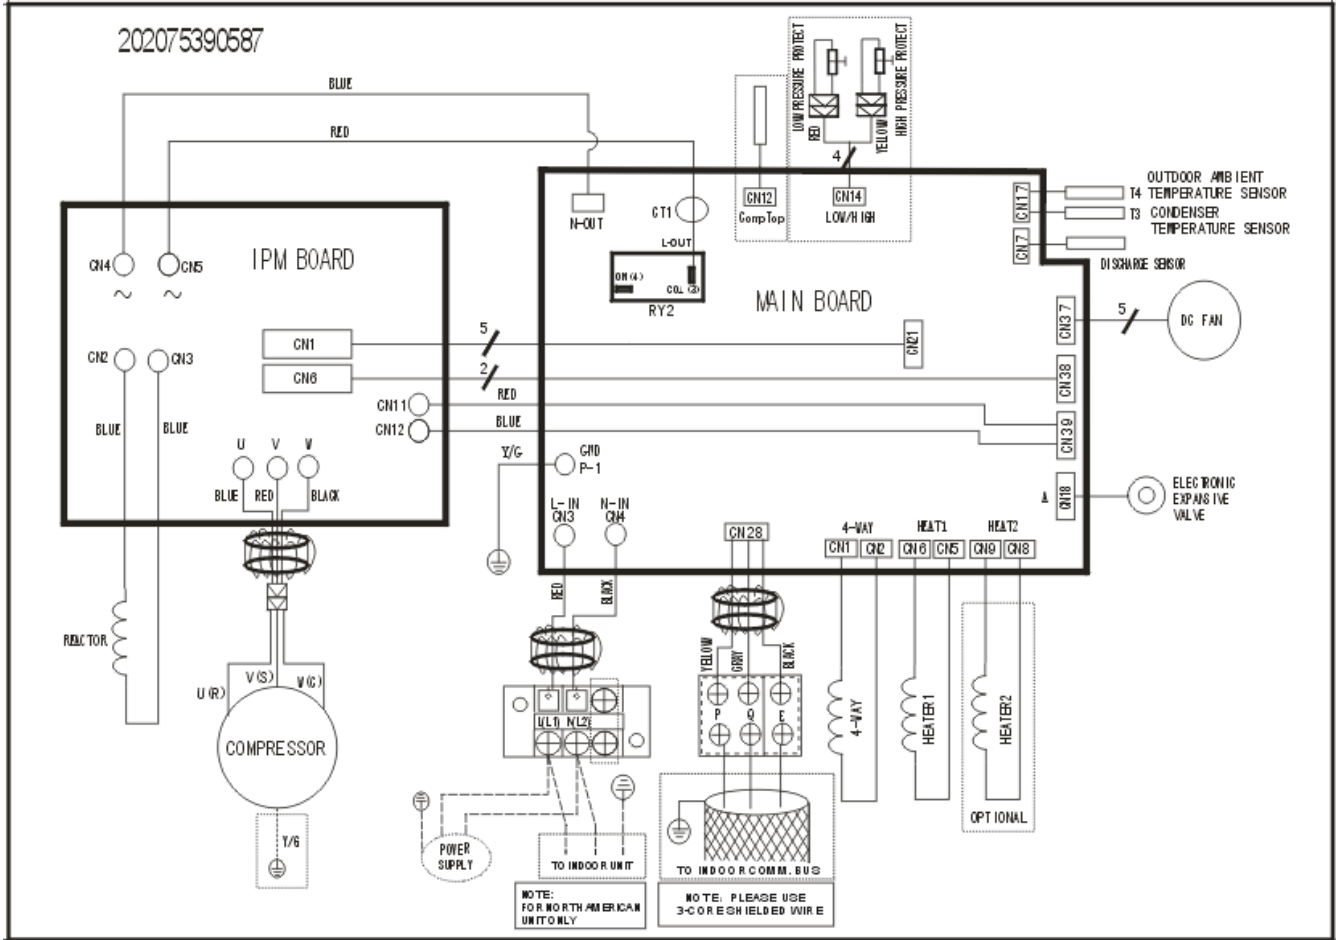 202075390587
BLUE
RED
LOW PRESSURE PROTECT
HIGH PRESSURE PROTECT
RED
YELLOW
4
CN12
CompTop
CN14
LOW/HIGH
N-OUT
CT1
L-OUT
RY2
CN17
CN7
OUTDOOR AMBIENT
T4 TEMPERATURE SENSOR
T3 CONDENSER
TEMPERATURE SENSOR
DISCHARGE SENSOR
IPM BOARD
MAIN BOARD
CN4
CN5
~
~
CN2
CN3
CN1
CN6
5
2
CN21
CN37
5
DC FAN
CN38
CN39
CN11
CN12
RED
BLUE
BLUE
BLUE
U V W
BLUE
RED
BLACK
Y/G
GND
P-1
L-IN
CN3
N-IN
CN4
CN28
CN18
ELECTRONIC
EXPANSIVE
VALVE
4-WAY
HEAT1
HEAT2
CN1
CN2
CN6
CN5
CN9
CN8
RED
BLACK
YELLOW
GRAY
BLACK
REACTOR
U(R)
V(S)
COMPRESSOR
Y/G
L(L1)
N(L2)
P Q E
4-WAY
HEATER1
HEATER2
OPTIONAL
POWER
SUPPLY
TO INDOOR UNIT
NOTE:
FOR NORTH AMERICAN
UNIT ONLY
TO INDOOR COMM. BUS
NOTE: PLEASE USE
3-CORE SHIELDED WIRE